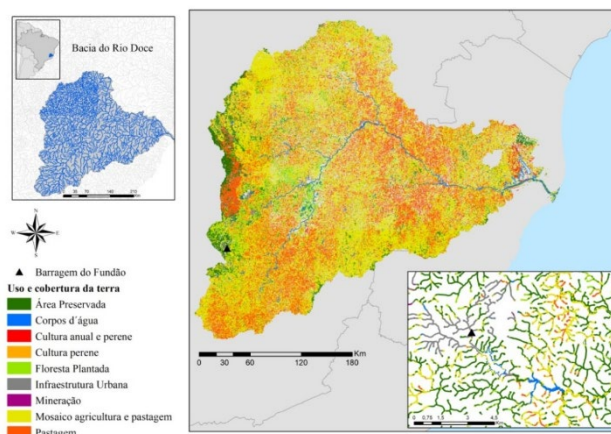 Bacia do Rio Doce
N
W
E
S
Barragem do Fundão
Uso e cobertura da terra
Área Preservada
Corpos d´água
Cultura anual e perene
Cultura perene
Floresta Plantada
Infraestrutura Urbana
Mineração
Mosaico agricultura e pastagem
Pastagem
Km
0 30 60 120 180